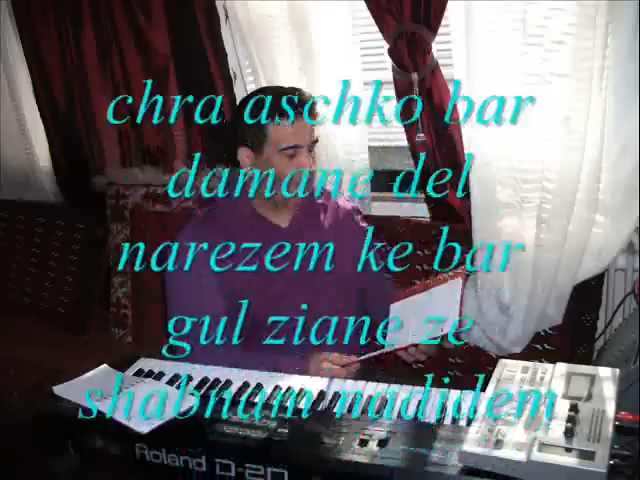 chra aschko bar
damane del
narezem ke bar
gul ziane ze
shabnam nadidem
Roland D-20